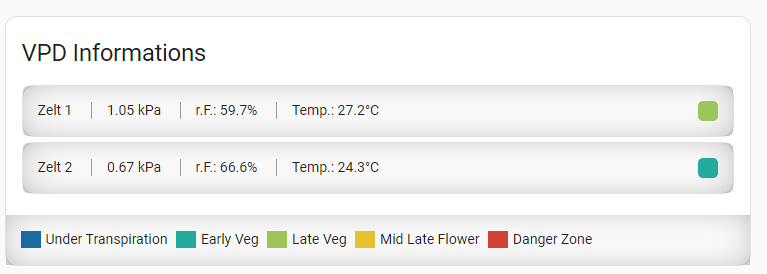 VPD Informations
Zelt 1 1.05 kPa r.F.: 59.7% Temp.: 27.2°C
Zelt 2 0.67 kPa r.F.: 66.6% Temp.: 24.3°C
Under Transpiration Early Veg Late Veg Mid Late Flower Danger Zone